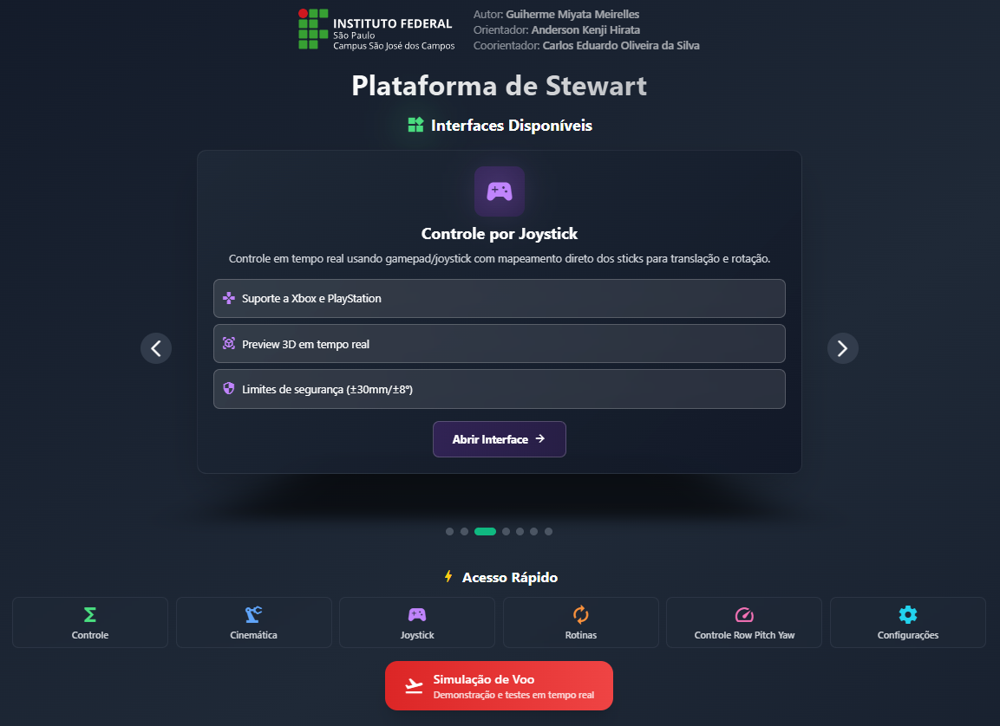 INSTITUTO FEDERAL
São Paulo
Campus São José dos Campos
Autor: Guiherme Miyata Meirelles
Orientador: Anderson Kenji Hirata
Coorientador: Carlos Eduardo Oliveira da Silva
Plataforma de Stewart
Interfaces Disponíveis
Controle por Joystick
Controle em tempo real usando gamepad/joystick com mapeamento direto dos sticks para translação e rotação.
Suporte a Xbox e PlayStation
Preview 3D em tempo real
Limites de segurança (±30mm/±8°)
Abrir Interface →
Acesso Rápido
Controle
Cinemática
Joystick
Rotinas
Controle Row Pitch Yaw
Configurações
Simulação de Voo
Demonstração e testes em tempo real